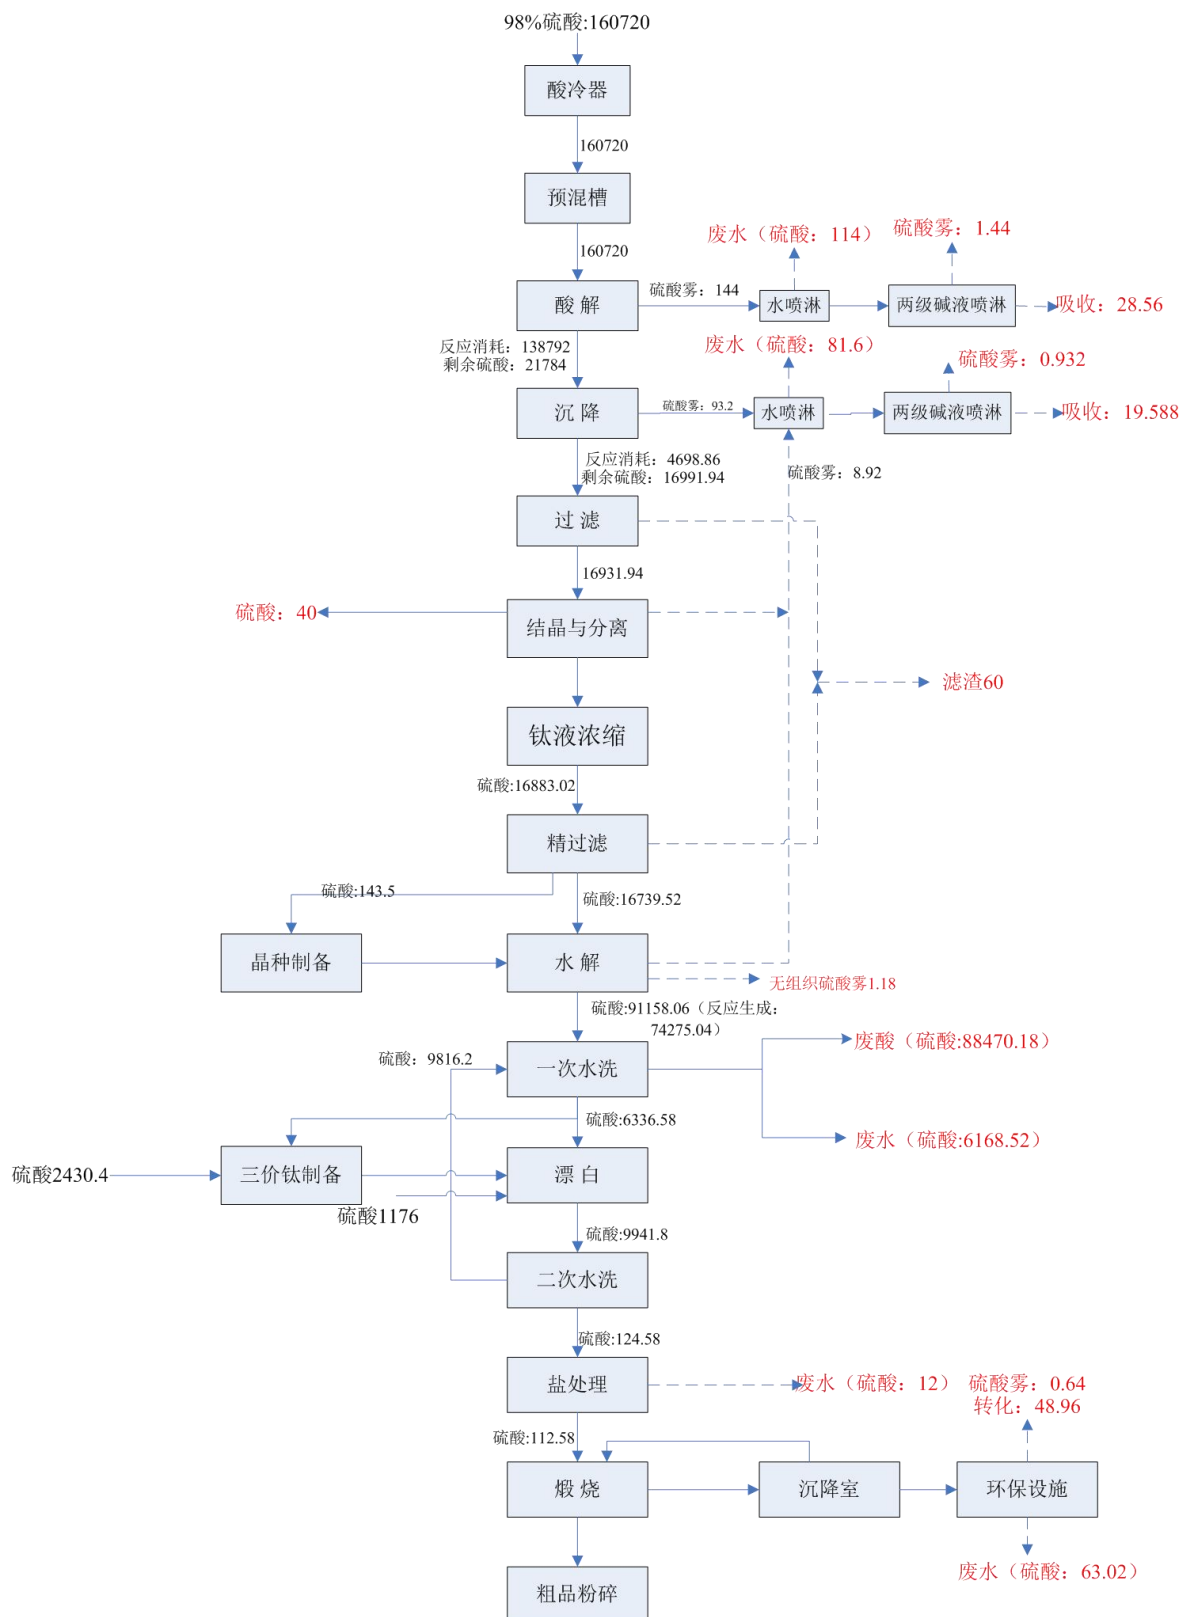 98%硫酸:160720
酸冷器
160720
预混槽
160720
废水（硫酸：114）
硫酸雾：1.44
酸 解
硫酸雾：144
水喷淋
两级碱液喷淋
吸收：28.56
反应消耗：138792
剩余硫酸：21784
废水（硫酸：81.6）
硫酸雾：0.932
沉 降
硫酸雾：93.2
水喷淋
两级碱液喷淋
吸收：19.588
反应消耗：4698.86
剩余硫酸：16991.94
硫酸雾：8.92
过 滤
16931.94
硫酸：40
结晶与分离
滤渣60
钛液浓缩
硫酸:16883.02
精过滤
硫酸:143.5
硫酸:16739.52
晶种制备
水 解
无组织硫酸雾1.18
硫酸:91158.06（反应生成：
74275.04）
废酸（硫酸:88470.18）
硫酸：9816.2
一次水洗
硫酸:6336.58
废水（硫酸:6168.52）
硫酸2430.4
三价钛制备
漂 白
硫酸1176
硫酸:9941.8
二次水洗
硫酸:124.58
盐处理
废水（硫酸：12）
硫酸雾：0.64
转化：48.96
硫酸:112.58
煅 烧
沉降室
环保设施
废水（硫酸：63.02）
粗品粉碎